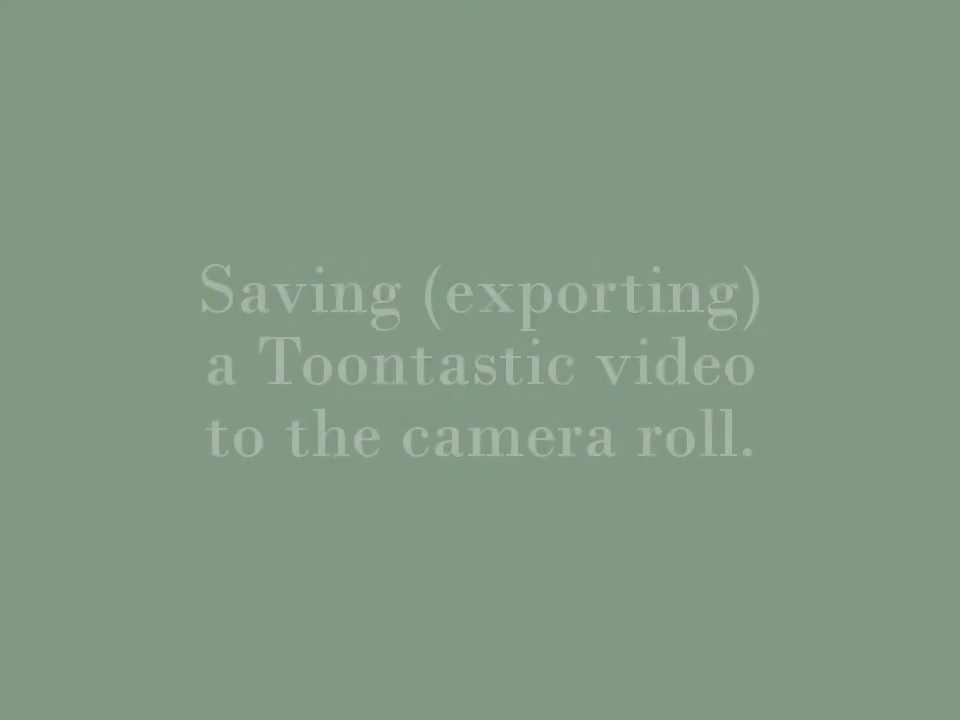 Saving (exporting)
a Toontastic video
to the camera roll.